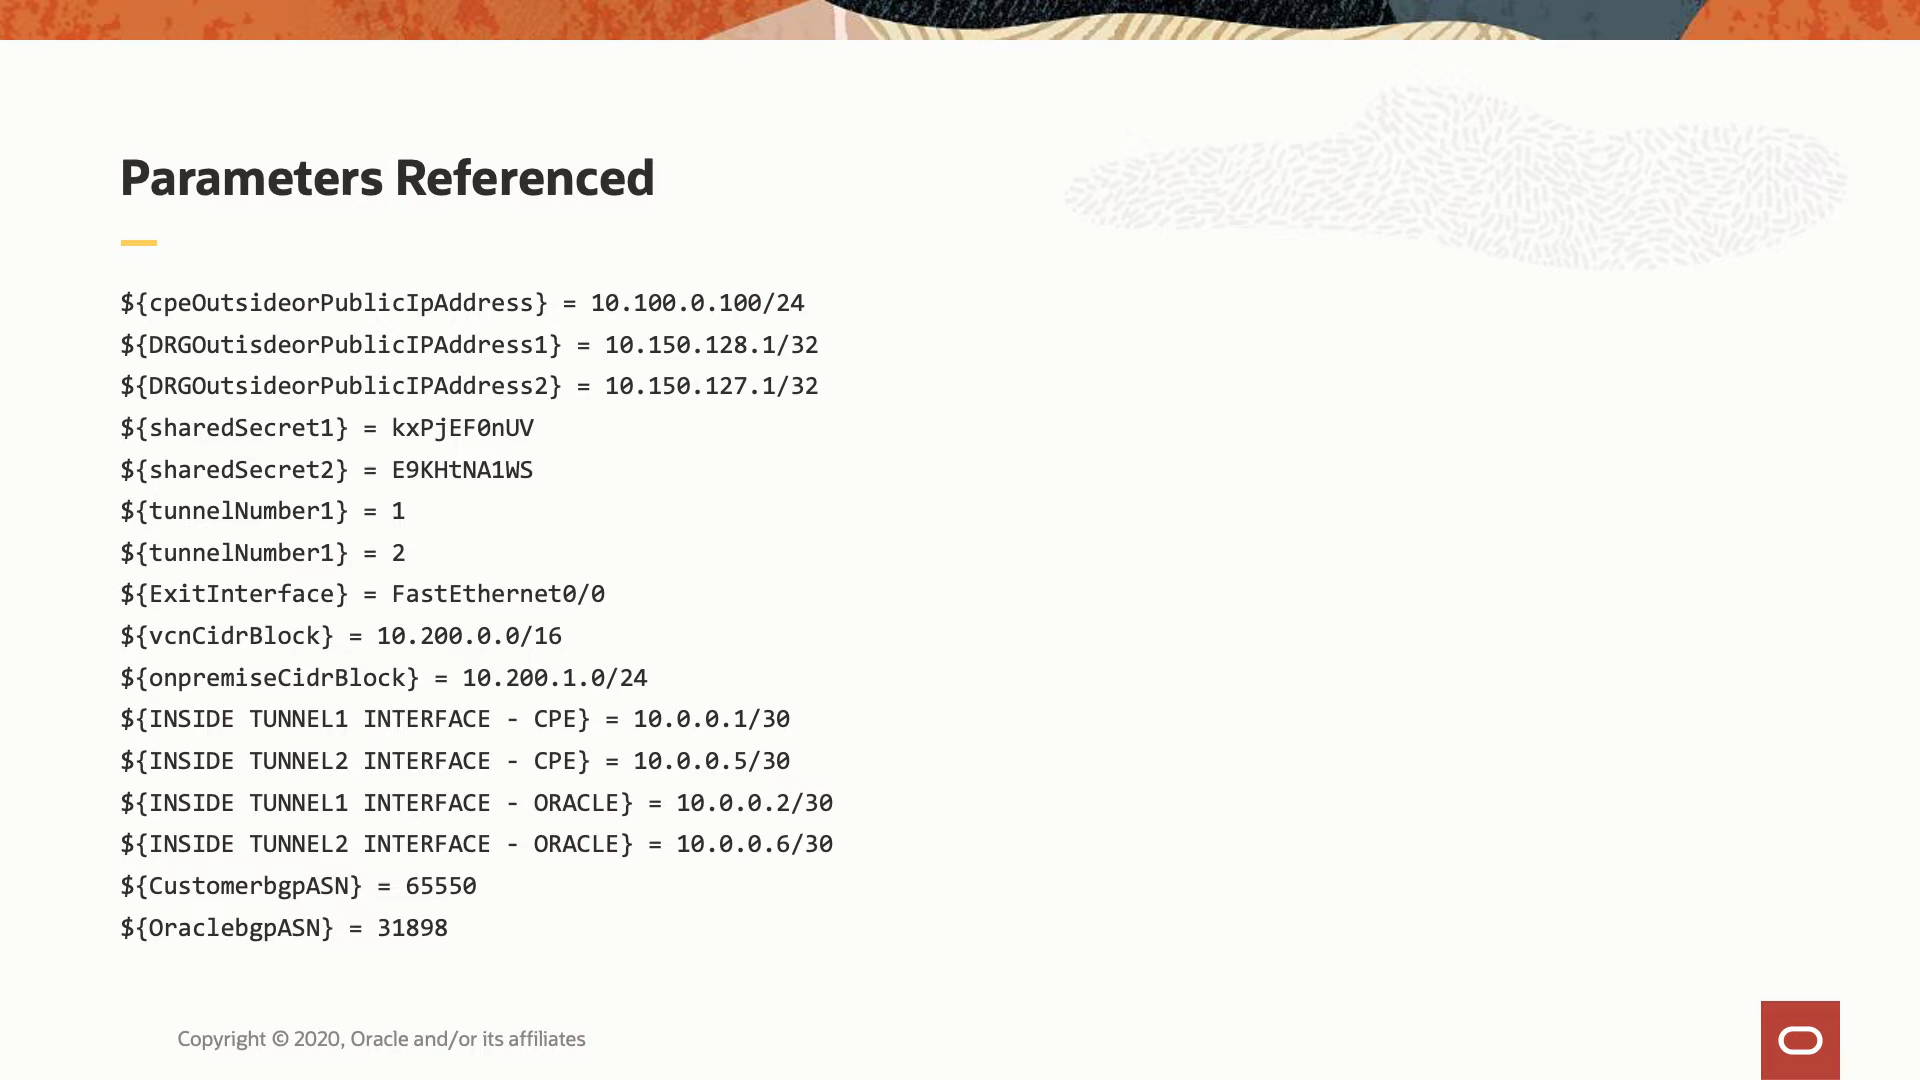 Parameters Referenced
${cpeOutsideorPublicIpAddress} = 10.100.0.100/24
${DRGOutisdeorPublicIPAddress1} = 10.150.128.1/32
${DRGOutsideorPublicIPAddress2} = 10.150.127.1/32
${sharedSecret1} = kxPjEF0nUV
${sharedSecret2} = E9KHtNA1WS
${tunnelNumber1} = 1
${tunnelNumber1} = 2
${ExitInterface} = FastEthernet0/0
${vcnCidrBlock} = 10.200.0.0/16
${onpremiseCidrBlock} = 10.200.1.0/24
${INSIDE TUNNEL1 INTERFACE - CPE} = 10.0.0.1/30
${INSIDE TUNNEL2 INTERFACE - CPE} = 10.0.0.5/30
${INSIDE TUNNEL1 INTERFACE - ORACLE} = 10.0.0.2/30
${INSIDE TUNNEL2 INTERFACE - ORACLE} = 10.0.0.6/30
${CustomerbgpASN} = 65550
${OraclebgpASN} = 31898
Copyright © 2020, Oracle and/or its affiliates